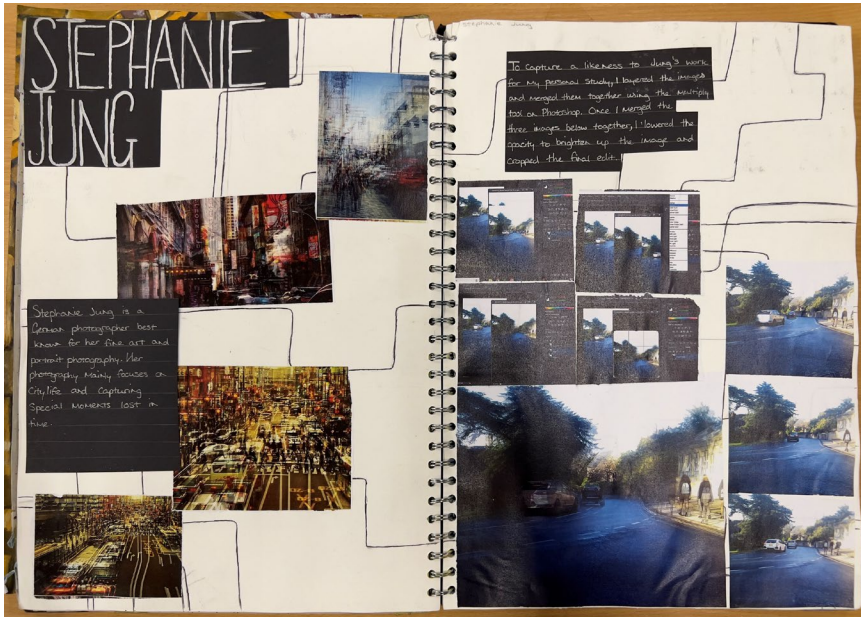 STEPHANIE
JUNG
Stephanie Jung is a
German photographer best
known for her fine art and
portrait photography. Her
photography mainly focuses on
City life and Capturing
Special moments lost in
time.
Stephanie Jung
To capture a likeness to Jung's work
for my personal study, I layered the images
and merged them together using the multiply
tool on Photoshop. Once I merged the
three images below together, I lowered the
opacity to brighten up the image and
cropped the final edit.